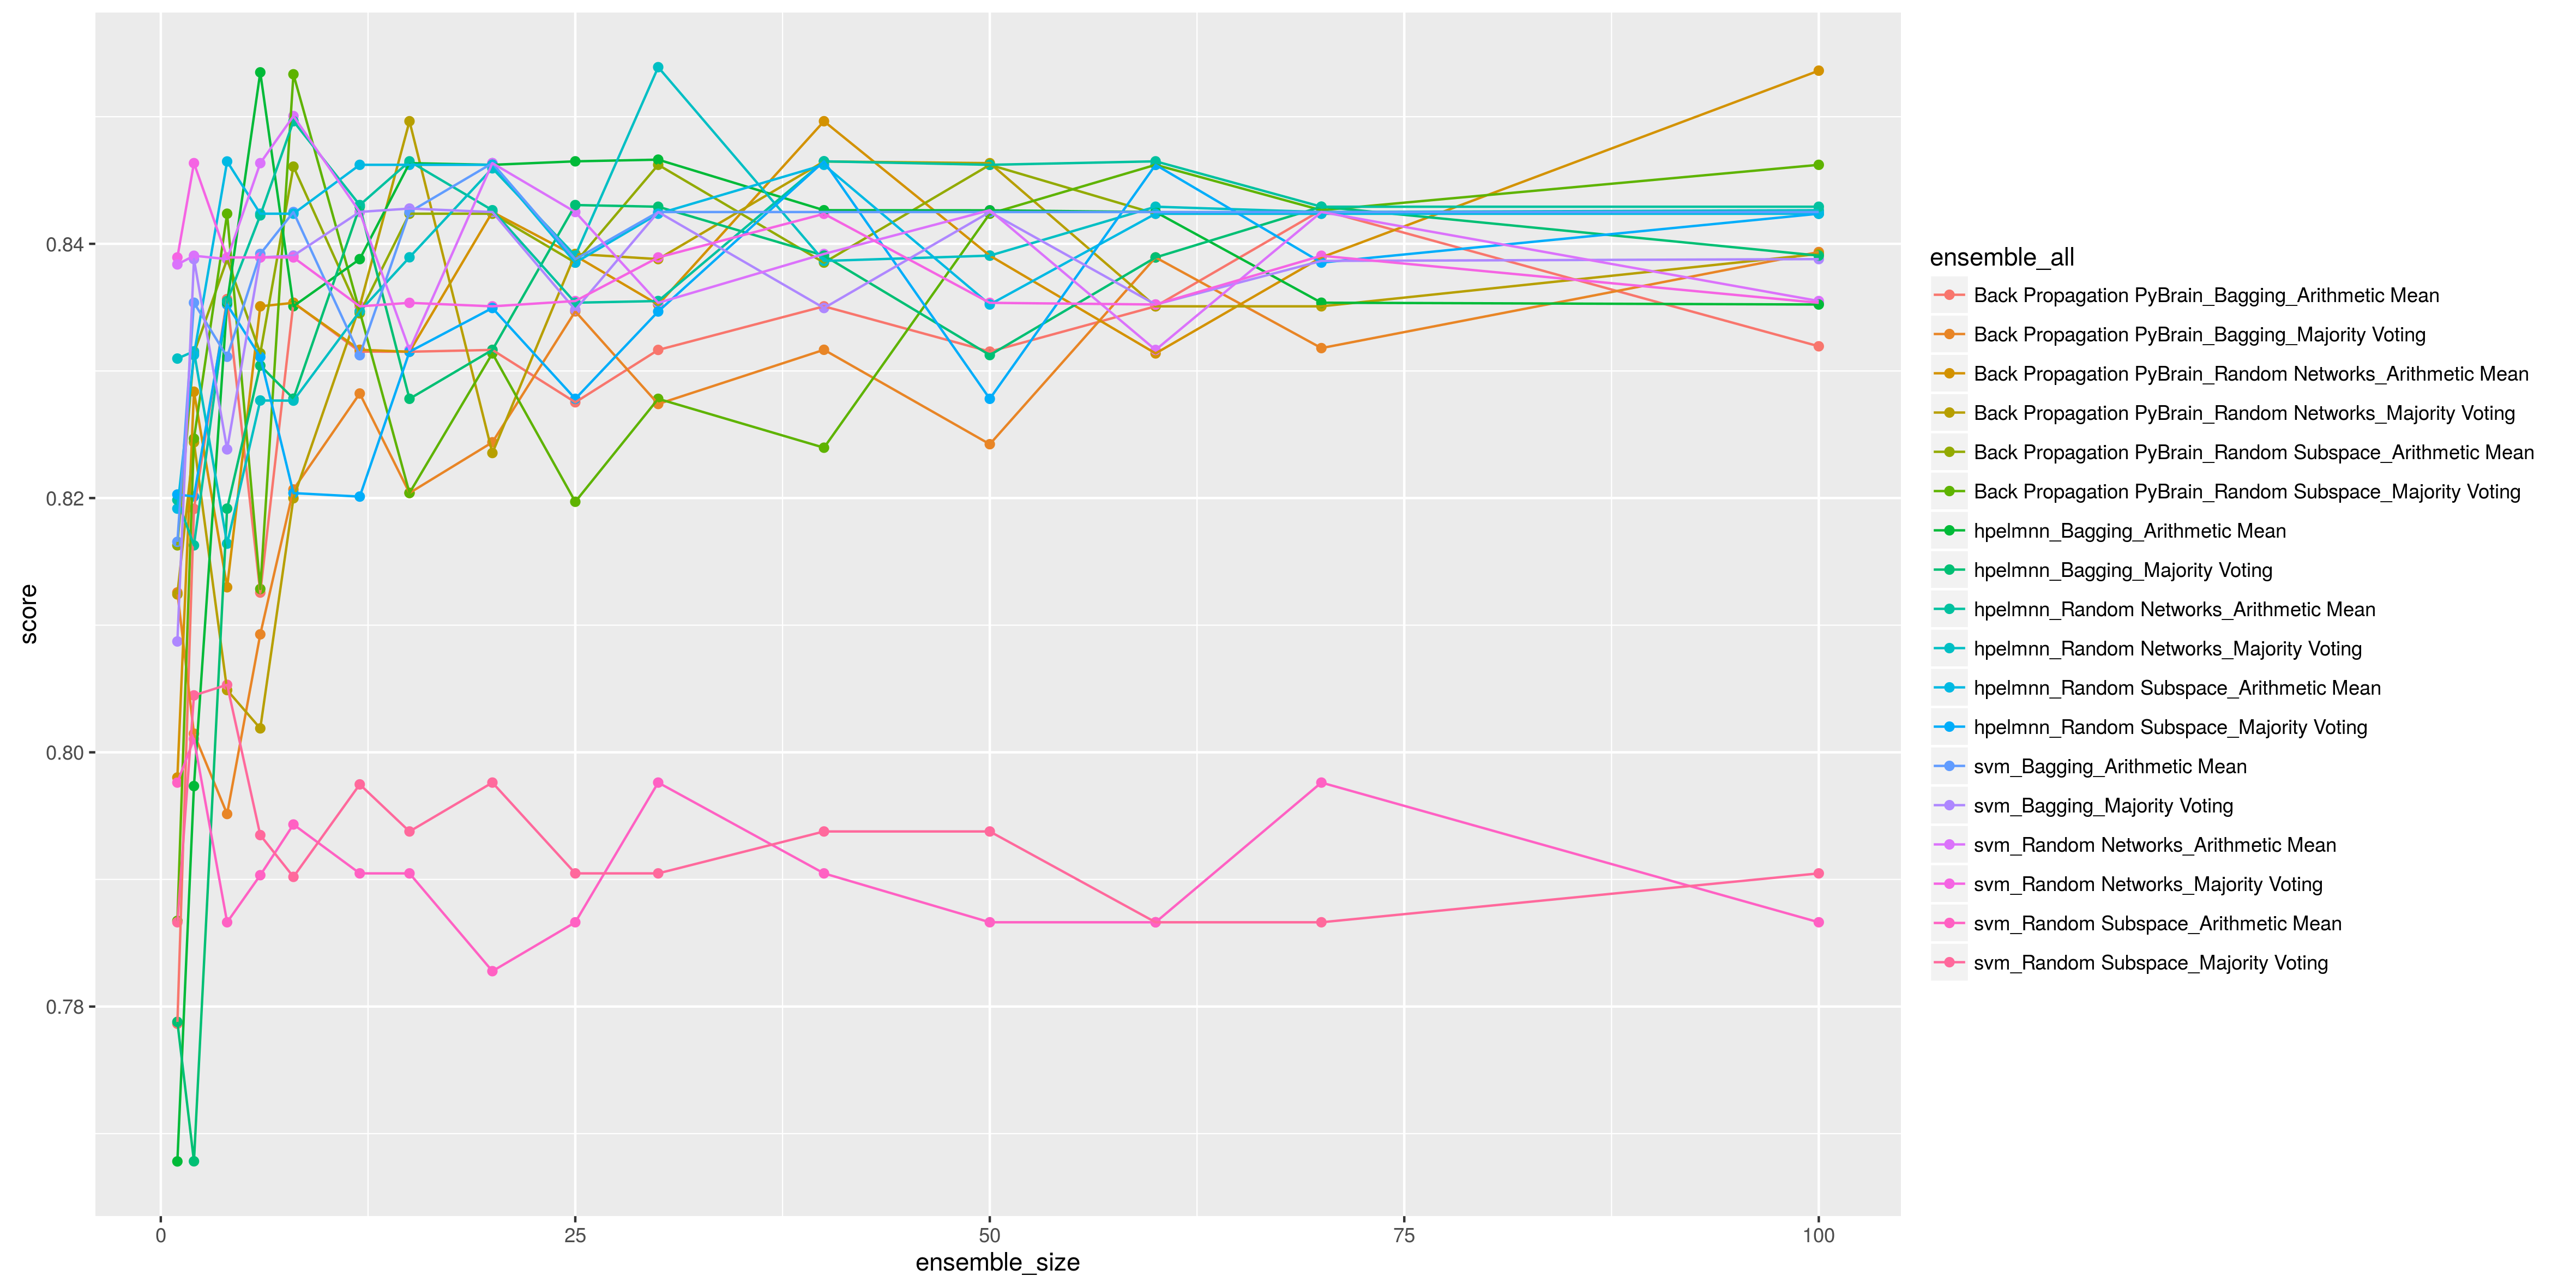 0.84
0.82
0.80
0.78
score
0
25
50
75
100
ensemble_size
ensemble_all
Back Propagation PyBrain_Bagging_Arithmetic Mean
Back Propagation PyBrain_Bagging_Majority Voting
Back Propagation PyBrain_Random Networks_Arithmetic Mean
Back Propagation PyBrain_Random Networks_Majority Voting
Back Propagation PyBrain_Random Subspace_Arithmetic Mean
Back Propagation PyBrain_Random Subspace_Majority Voting
hpelmnn_Bagging_Arithmetic Mean
hpelmnn_Bagging_Majority Voting
hpelmnn_Random Networks_Arithmetic Mean
hpelmnn_Random Networks_Majority Voting
hpelmnn_Random Subspace_Arithmetic Mean
hpelmnn_Random Subspace_Majority Voting
svm_Bagging_Arithmetic Mean
svm_Bagging_Majority Voting
svm_Random Networks_Arithmetic Mean
svm_Random Networks_Majority Voting
svm_Random Subspace_Arithmetic Mean
svm_Random Subspace_Majority Voting